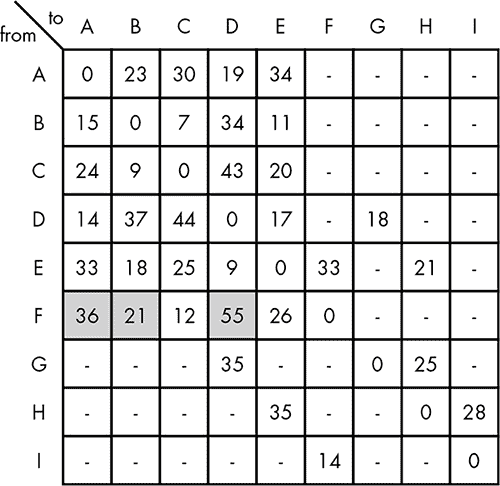 to
from
A B C D E F G H I
A 0 23 30 19 34 - - - -
B 15 0 7 34 11 - - - -
C 24 9 0 43 20 - - - -
D 14 37 44 0 17 - 18 - -
E 33 18 25 9 0 33 - 21 -
F 36 21 12 55 26 0 - - -
G - - - 35 - - 0 25 -
H - - - - 35 - - 0 28
I - - - - - 14 - - 0